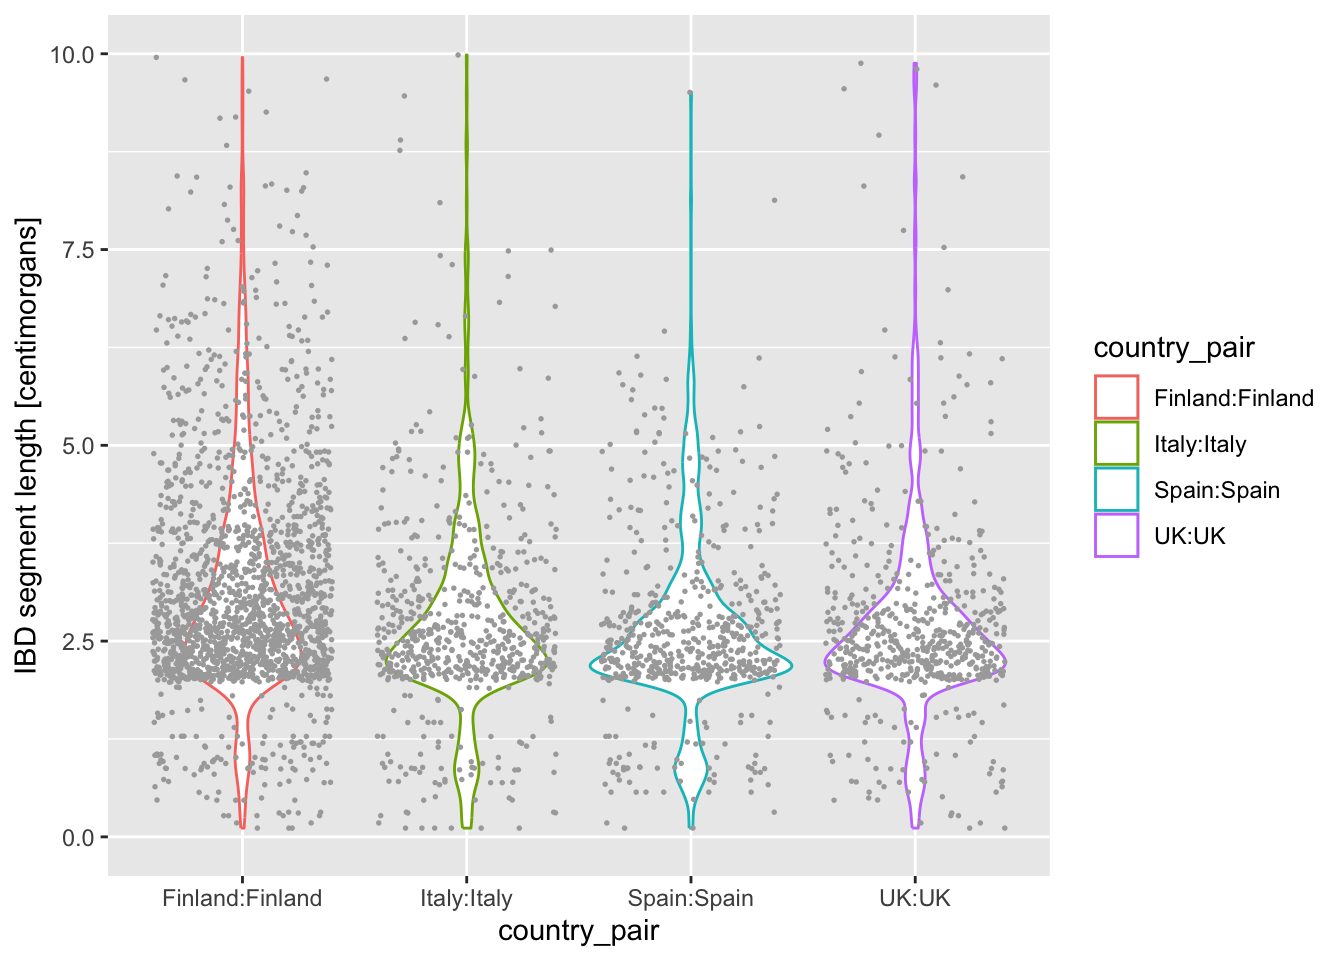 IBD segment length [centimorgans]
10.0
7.5
5.0
2.5
0.0
Finland:Finland
Italy:Italy
Spain:Spain
UK:UK
country_pair
country_pair
Finland:Finland
Italy:Italy
Spain:Spain
UK:UK